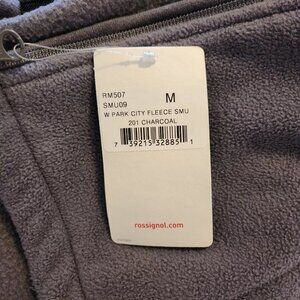 RM507
SMU09
M
W PARK CITY FLEECE SMU
201 CHARCOAL
7 39215 32885 1
rossignol.com